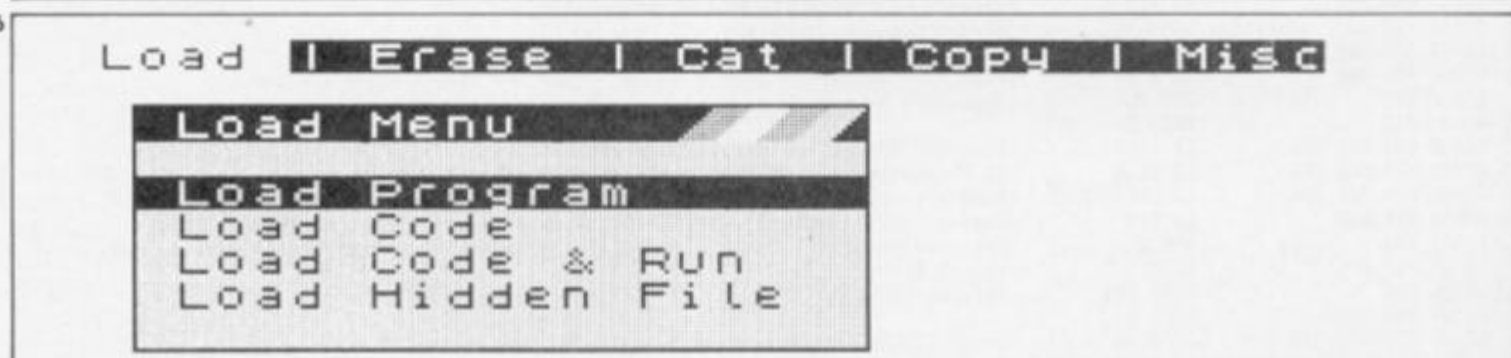 Load | Erase | Cat | Copy | Misc
Load Menu
Load Program
Load Code
Load Code & Run
Load Hidden File